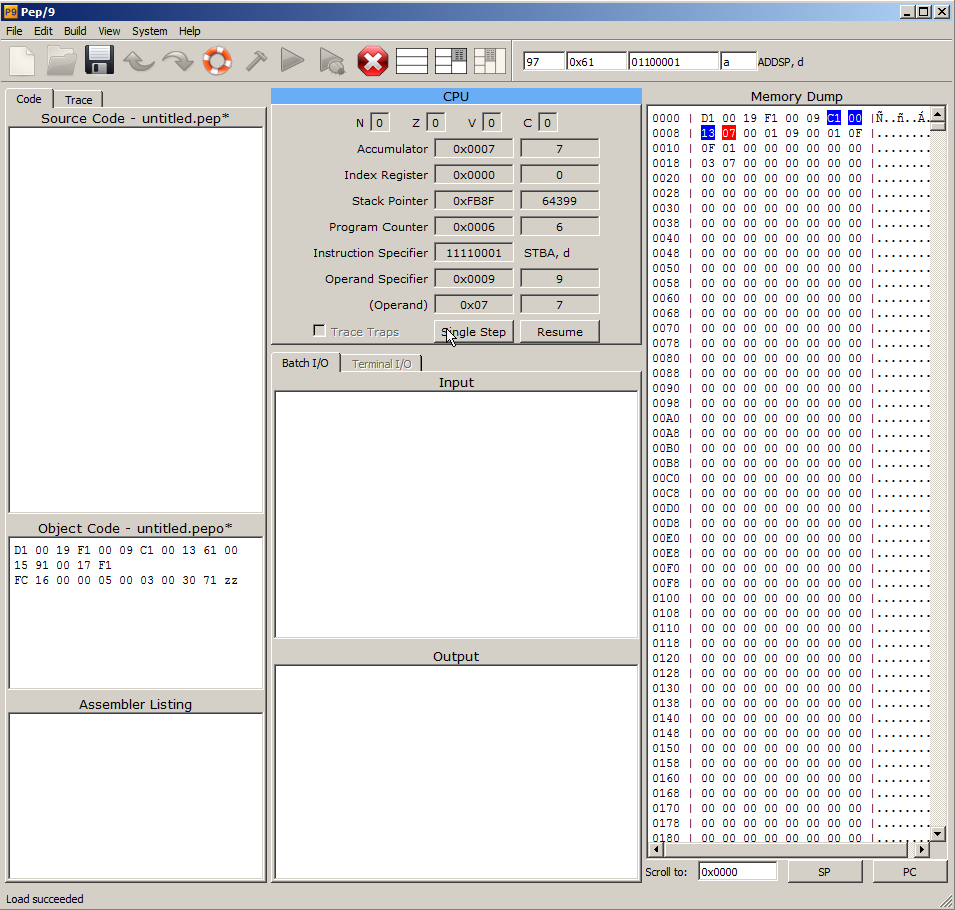 Pep/9
File Edit Build View System Help
97 0x61 01100001 a ADDSP, d
Code Trace
Source Code - untitled.pep*
Object Code - untitled.pepo*
D1 00 19 F1 00 09 C1 00 13 61 00
15 91 00 17 F1
FC 16 00 00 05 00 03 00 30 71 zz
Assembler Listing
CPU
N 0 Z 0 V 0 C 0
Accumulator 0x0007 7
Index Register 0x0000 0
Stack Pointer 0xFB8F 64399
Program Counter 0x0006 6
Instruction Specifier 11110001 STBA, d
Operand Specifier 0x0009 9
(Operand) 0x07 7
Trace Traps Single Step Resume
Batch I/O Terminal I/O
Input
Output
Memory Dump
0000 | D1 00 19 F1 00 09 C1 00 |Ñ..ñ..Á.
0008 | 13 07 00 01 09 00 01 0F |........
0010 | 0F 01 00 00 00 00 00 00 |........
0018 | 03 07 00 00 00 00 00 00 |........
0020 | 00 00 00 00 00 00 00 00 |........
0028 | 00 00 00 00 00 00 00 00 |........
0030 | 00 00 00 00 00 00 00 00 |........
0038 | 00 00 00 00 00 00 00 00 |........
0040 | 00 00 00 00 00 00 00 00 |........
0048 | 00 00 00 00 00 00 00 00 |........
0050 | 00 00 00 00 00 00 00 00 |........
0058 | 00 00 00 00 00 00 00 00 |........
0060 | 00 00 00 00 00 00 00 00 |........
0068 | 00 00 00 00 00 00 00 00 |........
0070 | 00 00 00 00 00 00 00 00 |........
0078 | 00 00 00 00 00 00 00 00 |........
0080 | 00 00 00 00 00 00 00 00 |........
0088 | 00 00 00 00 00 00 00 00 |........
0090 | 00 00 00 00 00 00 00 00 |........
0098 | 00 00 00 00 00 00 00 00 |........
00A0 | 00 00 00 00 00 00 00 00 |........
00A8 | 00 00 00 00 00 00 00 00 |........
00B0 | 00 00 00 00 00 00 00 00 |........
00B8 | 00 00 00 00 00 00 00 00 |........
00C0 | 00 00 00 00 00 00 00 00 |........
00C8 | 00 00 00 00 00 00 00 00 |........
00D0 | 00 00 00 00 00 00 00 00 |........
00D8 | 00 00 00 00 00 00 00 00 |........
00E0 | 00 00 00 00 00 00 00 00 |........
00E8 | 00 00 00 00 00 00 00 00 |........
00F0 | 00 00 00 00 00 00 00 00 |........
00F8 | 00 00 00 00 00 00 00 00 |........
0100 | 00 00 00 00 00 00 00 00 |........
0108 | 00 00 00 00 00 00 00 00 |........
0110 | 00 00 00 00 00 00 00 00 |........
0118 | 00 00 00 00 00 00 00 00 |........
0120 | 00 00 00 00 00 00 00 00 |........
0128 | 00 00 00 00 00 00 00 00 |........
0130 | 00 00 00 00 00 00 00 00 |........
0138 | 00 00 00 00 00 00 00 00 |........
0140 | 00 00 00 00 00 00 00 00 |........
0148 | 00 00 00 00 00 00 00 00 |........
0150 | 00 00 00 00 00 00 00 00 |........
0158 | 00 00 00 00 00 00 00 00 |........
0160 | 00 00 00 00 00 00 00 00 |........
0168 | 00 00 00 00 00 00 00 00 |........
0170 | 00 00 00 00 00 00 00 00 |........
0178 | 00 00 00 00 00 00 00 00 |........
0180 | 00 00 00 00 00 00 00 00 |........
Scroll to: 0x0000 SP PC
Load succeeded